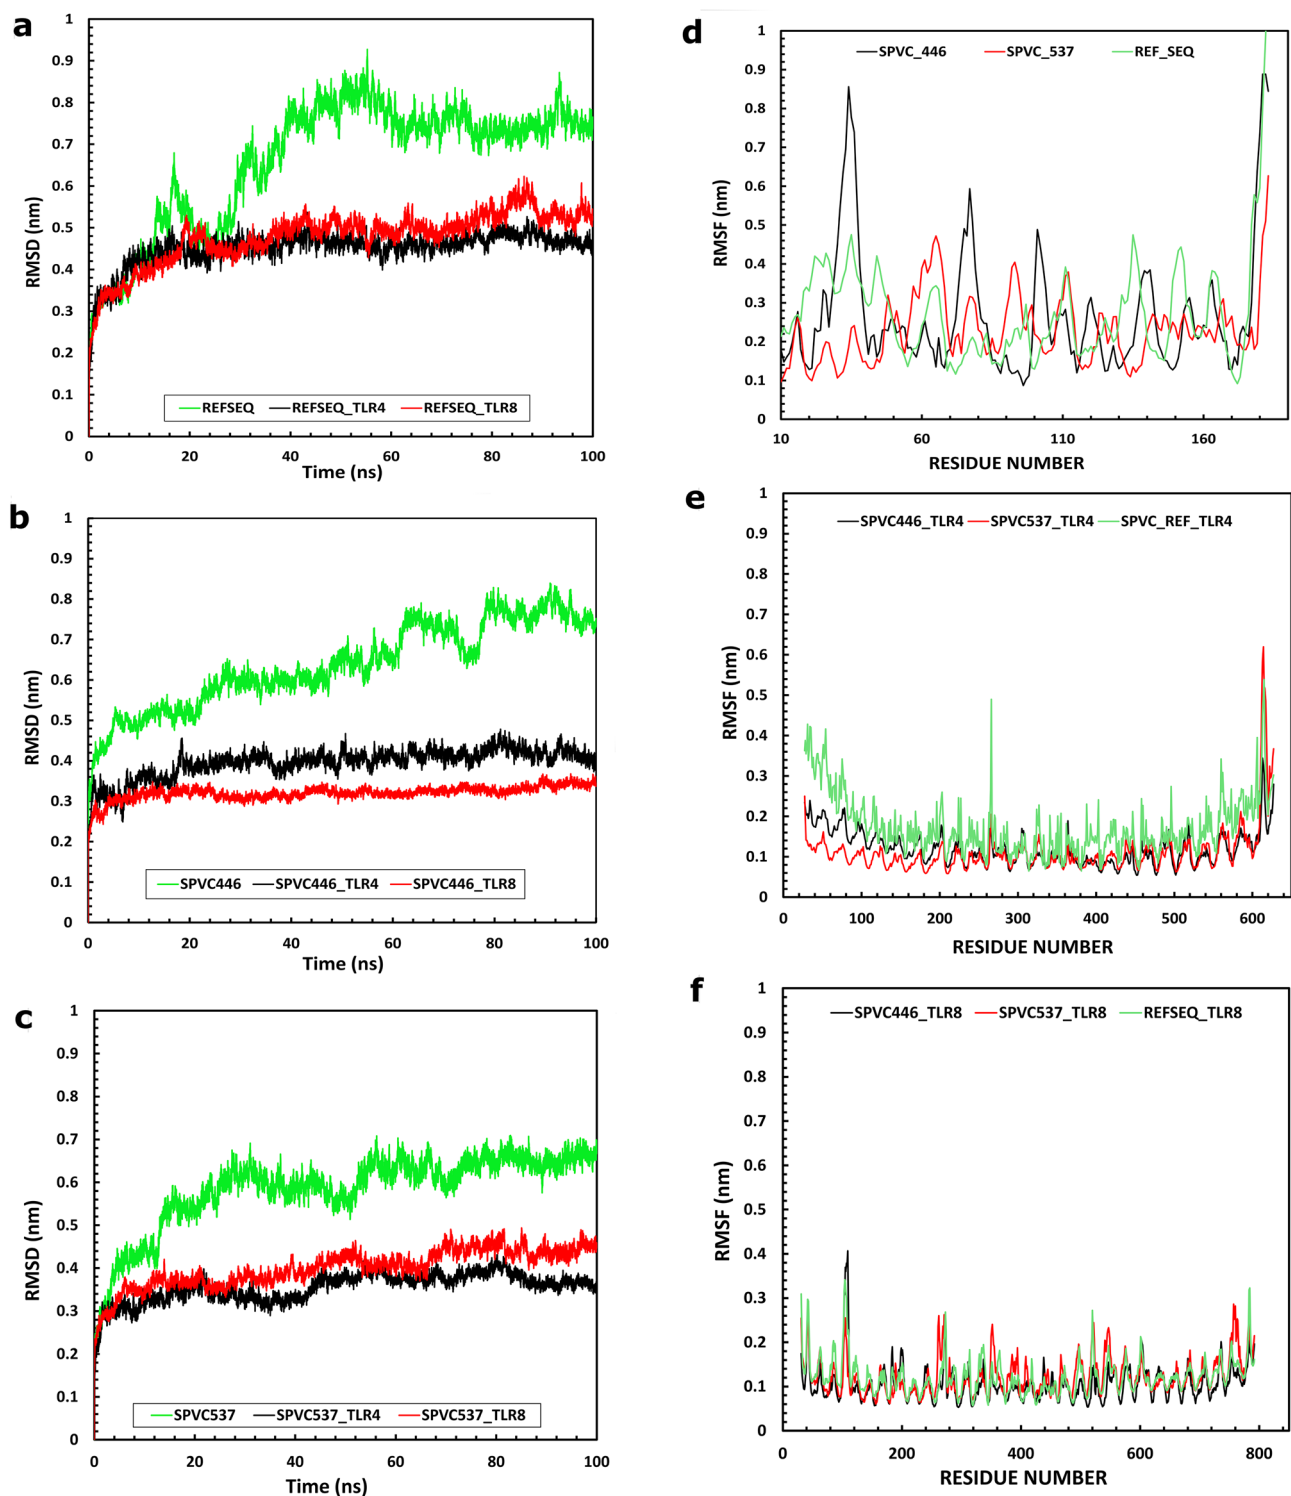 a
1
0.9
0.8
0.7
0.6
0.5
0.4
0.3
0.2
0.1
0
RMSD (nm)
REFSEQ REFSEQ_TLR4 REFSEQ_TLR8
0 20 40 60 80 100
Time (ns)
b
1
0.9
0.8
0.7
0.6
0.5
0.4
0.3
0.2
0.1
0
RMSD (nm)
SPVC446 SPVC446_TLR4 SPVC446_TLR8
0 20 40 60 80 100
Time (ns)
c
1
0.9
0.8
0.7
0.6
0.5
0.4
0.3
0.2
0.1
0
RMSD (nm)
SPVC537 SPVC537_TLR4 SPVC537_TLR8
0 20 40 60 80 100
Time (ns)
d
SPVC_446 SPVC_537 REF_SEQ
1
0.9
0.8
0.7
0.6
0.5
0.4
0.3
0.2
0.1
0
RMSF (nm)
10 60 110 160
RESIDUE NUMBER
e
SPVC446_TLR4 SPVC537_TLR4 SPVC_REF_TLR4
1
0.9
0.8
0.7
0.6
0.5
0.4
0.3
0.2
0.1
0
RMSF (nm)
0 100 200 300 400 500 600
RESIDUE NUMBER
f
SPVC446_TLR8 SPVC537_TLR8 REFSEQ_TLR8
1
0.9
0.8
0.7
0.6
0.5
0.4
0.3
0.2
0.1
0
RMSF (nm)
0 200 400 600 800
RESIDUE NUMBER